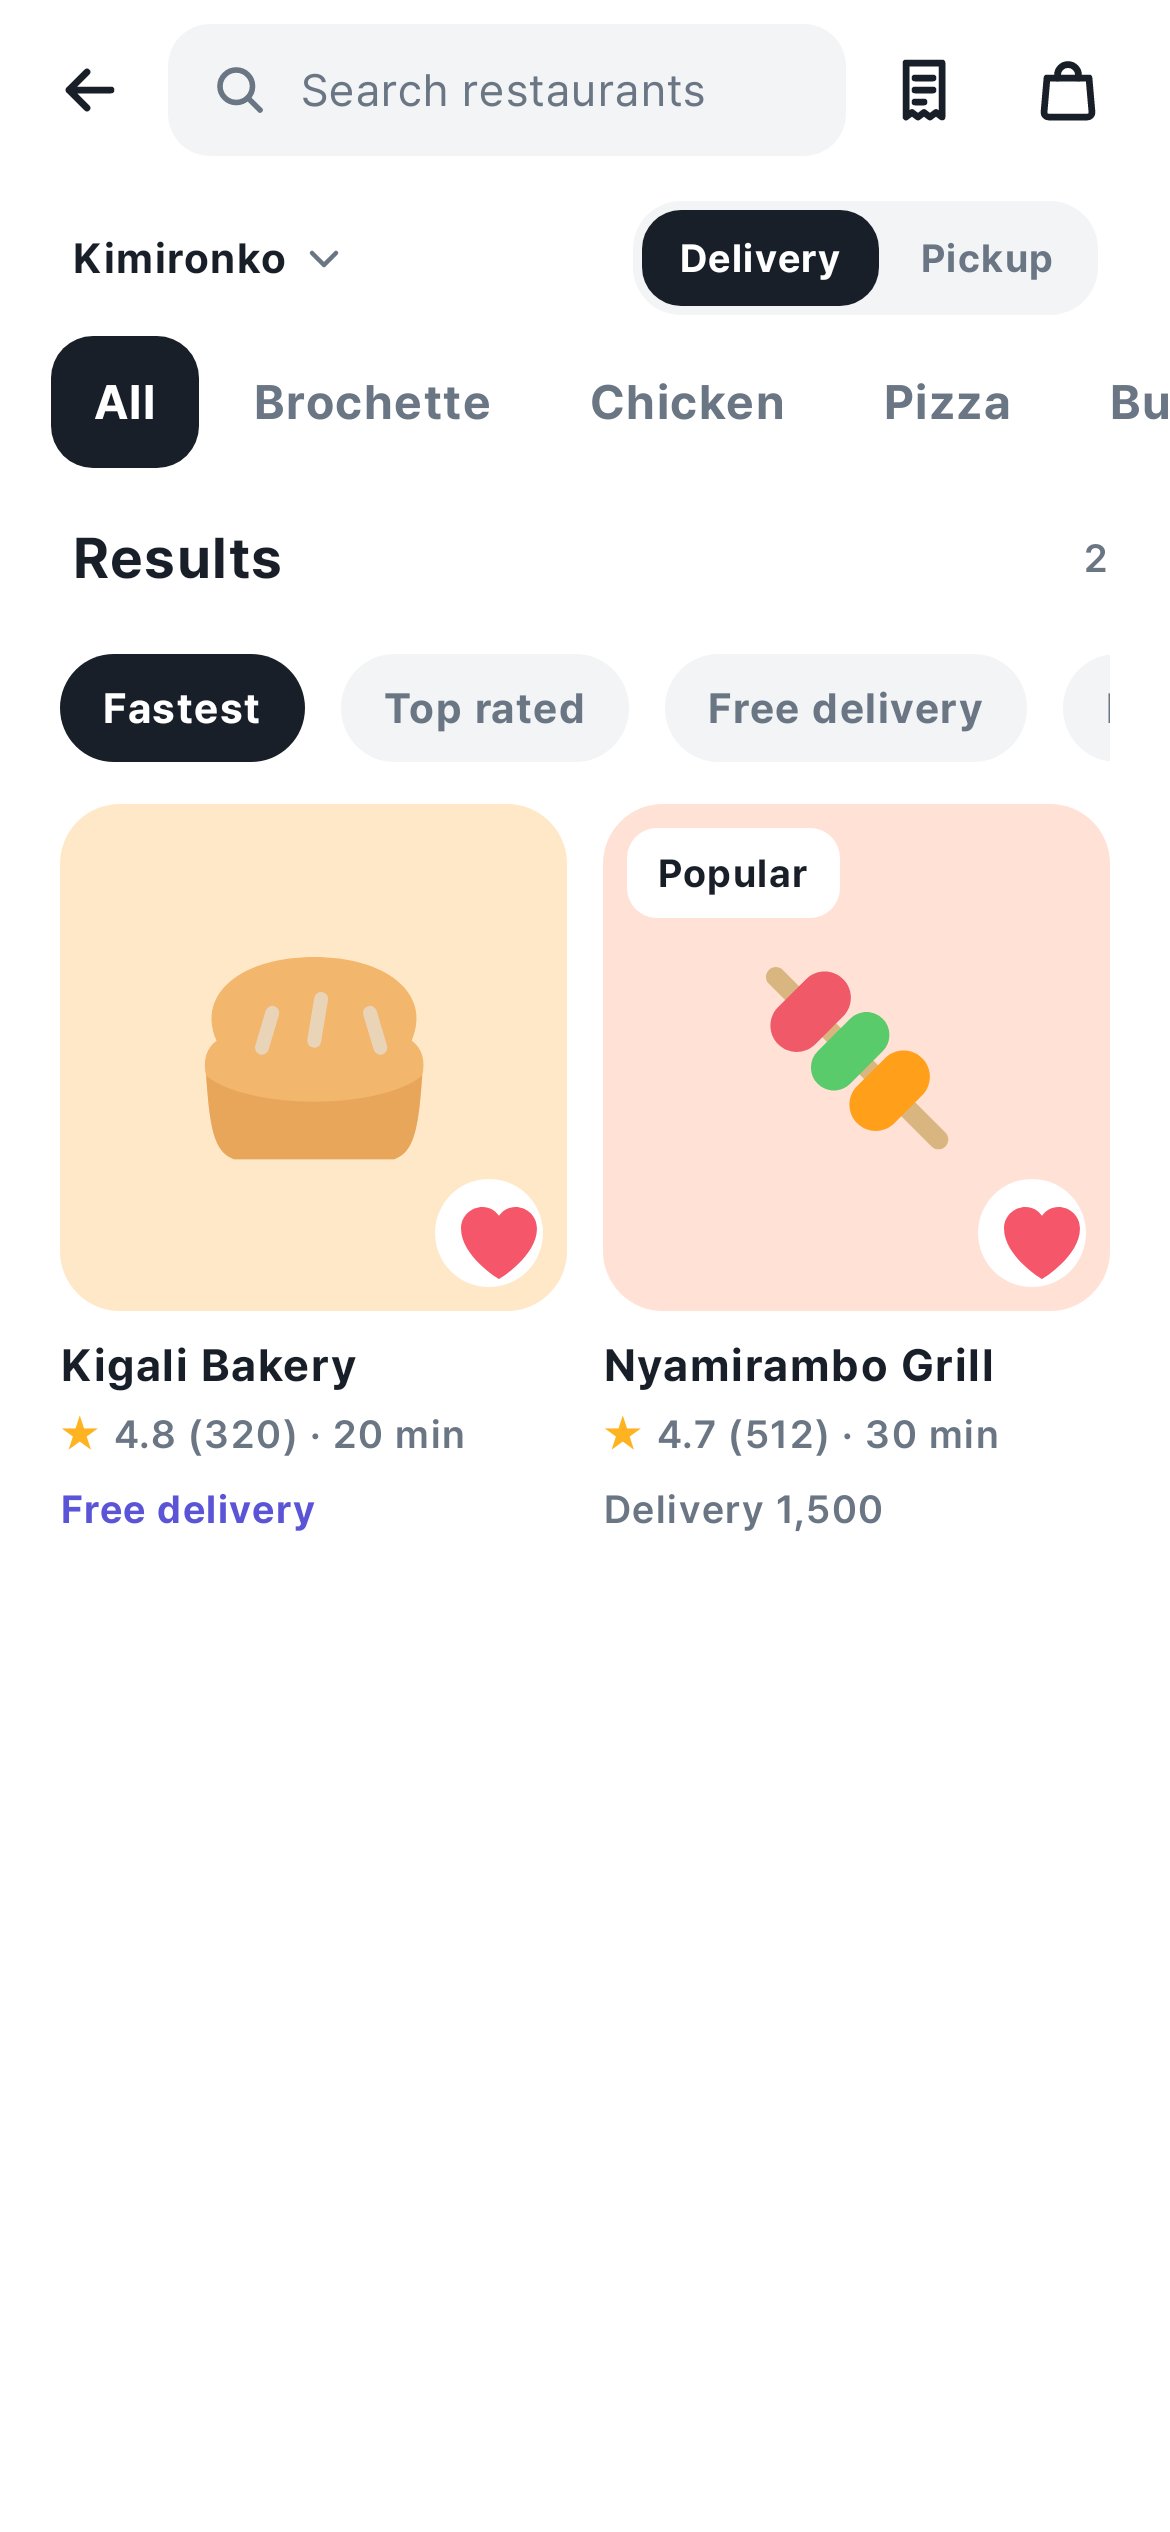 Search restaurants
Kimironko
Delivery Pickup
All Brochette Chicken Pizza Bu
Results 2
Fastest Top rated Free delivery
Popular
Kigali Bakery
★ 4.8 (320) · 20 min
Free delivery
Nyamirambo Grill
★ 4.7 (512) · 30 min
Delivery 1,500